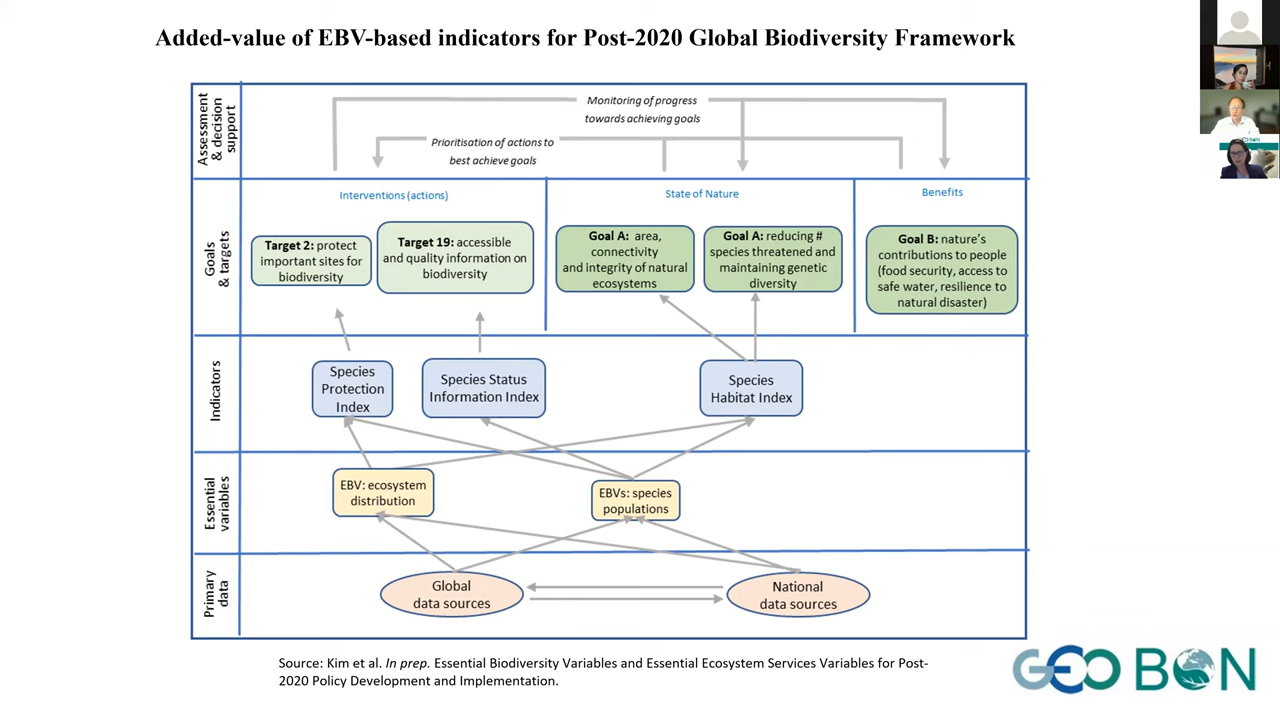 Added-value of EBV-based indicators for Post-2020 Global Biodiversity Framework
Assessment
& decision
support
Monitoring of progress
towards achieving goals
Prioritisation of actions to
best achieve goals
Goals
& targets
Interventions (actions)
State of Nature
Benefits
Target 2: protect
important sites for
biodiversity
Target 19: accessible
and quality information on
biodiversity
Goal A: area,
connectivity
and integrity of natural
ecosystems
Goal A: reducing #
species threatened and
maintaining genetic
diversity
Goal B: nature's
contributions to people
(food security, access to
safe water, resilience to
natural disaster)
Indicators
Species
Protection
Index
Species Status
Information Index
Species
Habitat Index
Essential
variables
EBV: ecosystem
distribution
EBVs: species
populations
Primary
data
Global
data sources
National
data sources
Source: Kim et al. In prep. Essential Biodiversity Variables and Essential Ecosystem Services Variables for Post-
2020 Policy Development and Implementation.
GEO BON